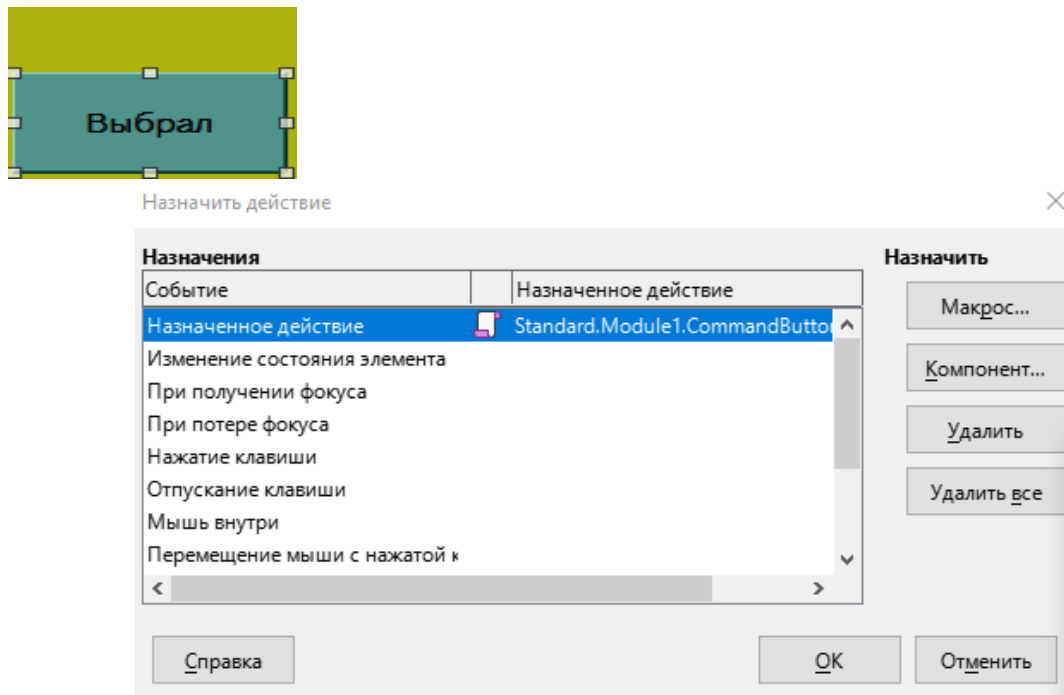 Выбрал
Назначить действие
Назначения
Назначить
Событие Назначенное действие
Назначенное действие Standard.Module1.CommandButto
Изменение состояния элемента
При получении фокуса
При потере фокуса
Нажатие клавиши
Отпускание клавиши
Мышь внутри
Перемещение мыши с нажатой к
Макрос...
Компонент...
Удалить
Удалить все
Справка
OK
Отменить